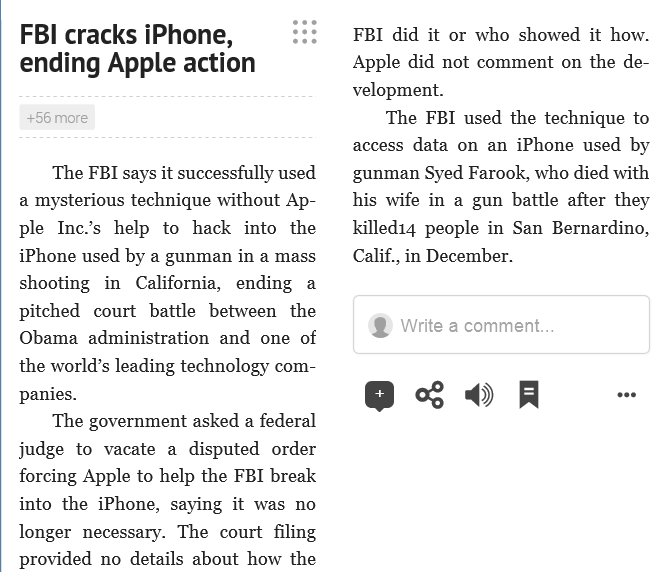 FBI cracks iPhone,
ending Apple action
+56 more
The FBI says it successfully used
a mysterious technique without Ap-
ple Inc.’s help to hack into the
iPhone used by a gunman in a mass
shooting in California, ending a
pitched court battle between the
Obama administration and one of
the world’s leading technology com-
panies.
The government asked a federal
judge to vacate a disputed order
forcing Apple to help the FBI break
into the iPhone, saying it was no
longer necessary. The court filing
provided no details about how the
FBI did it or who showed it how.
Apple did not comment on the de-
velopment.
The FBI used the technique to
access data on an iPhone used by
gunman Syed Farook, who died with
his wife in a gun battle after they
killed14 people in San Bernardino,
Calif., in December.
Write a comment...